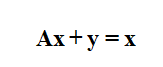 Ax + y = x